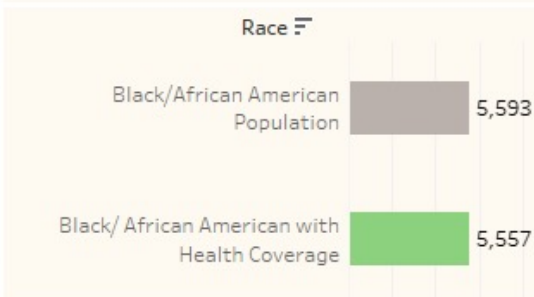 Race
Black/African American
Population
5,593
Black/ African American with
Health Coverage
5,557